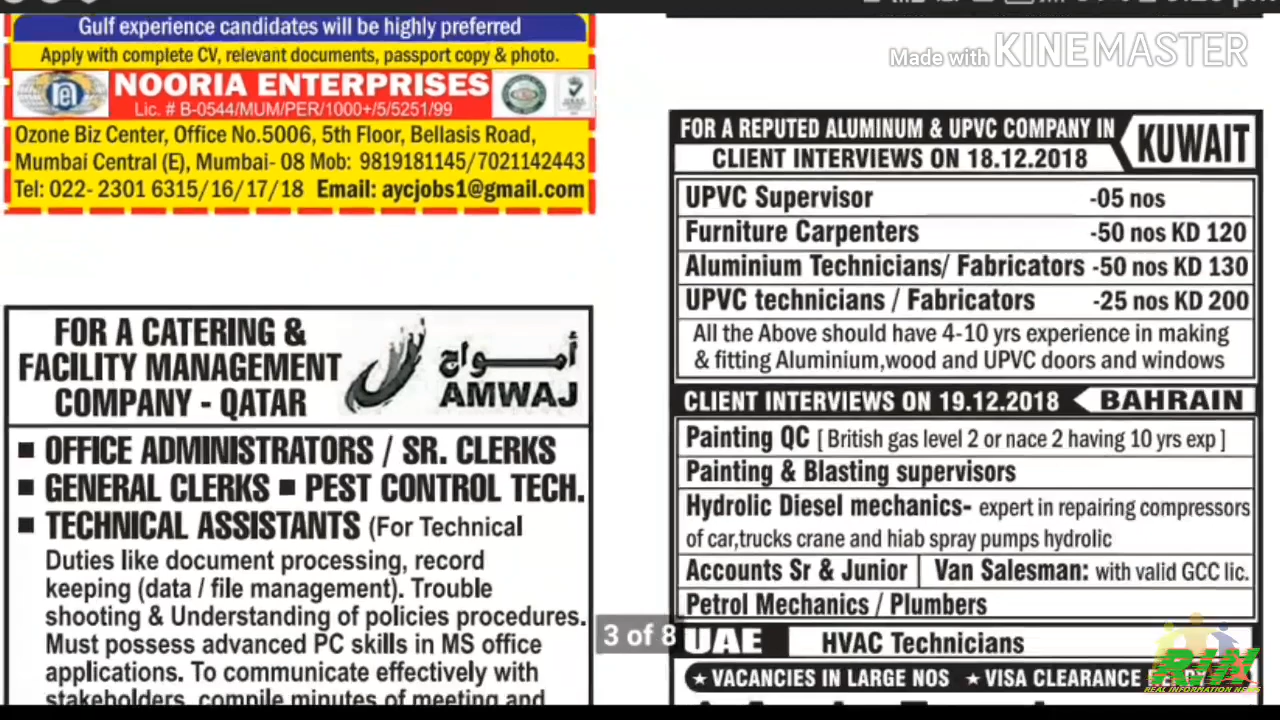 Gulf experience candidates will be highly preferred
Apply with complete CV, relevant documents, passport copy & photo.
NOORIA ENTERPRISES
Lic. # B-0544/MUM/PER/1000+/5/5251/99
Ozone Biz Center, Office No.5006, 5th Floor, Bellasis Road,
Mumbai Central (E), Mumbai- 08 Mob: 9819181145/7021142443
Tel: 022- 2301 6315/16/17/18 Email: aycjobs1@gmail.com
FOR A CATERING &
FACILITY MANAGEMENT
COMPANY - QATAR
أمواج
AMWAJ
▪ OFFICE ADMINISTRATORS / SR. CLERKS
▪ GENERAL CLERKS ▪ PEST CONTROL TECH.
▪ TECHNICAL ASSISTANTS (For Technical
Duties like document processing, record
keeping (data / file management). Trouble
shooting & Understanding of policies procedures.
Must possess advanced PC skills in MS office
applications. To communicate effectively with
stakeholders, compile minutes of meeting and
Made with KINEMASTER
FOR A REPUTED ALUMINUM & UPVC COMPANY IN
KUWAIT
CLIENT INTERVIEWS ON 18.12.2018
UPVC Supervisor -05 nos
Furniture Carpenters -50 nos KD 120
Aluminium Technicians/ Fabricators -50 nos KD 130
UPVC technicians / Fabricators -25 nos KD 200
All the Above should have 4-10 yrs experience in making
& fitting Aluminium,wood and UPVC doors and windows
CLIENT INTERVIEWS ON 19.12.2018 BAHRAIN
Painting QC [ British gas level 2 or nace 2 having 10 yrs exp ]
Painting & Blasting supervisors
Hydrolic Diesel mechanics- expert in repairing compressors
of car,trucks crane and hiab spray pumps hydrolic
Accounts Sr & Junior Van Salesman: with valid GCC lic.
Petrol Mechanics / Plumbers
3 of 8
UAE HVAC Technicians
★ VACANCIES IN LARGE NOS ★ VISA CLEARANCE
RIN
REAL INFORMATION NEWS